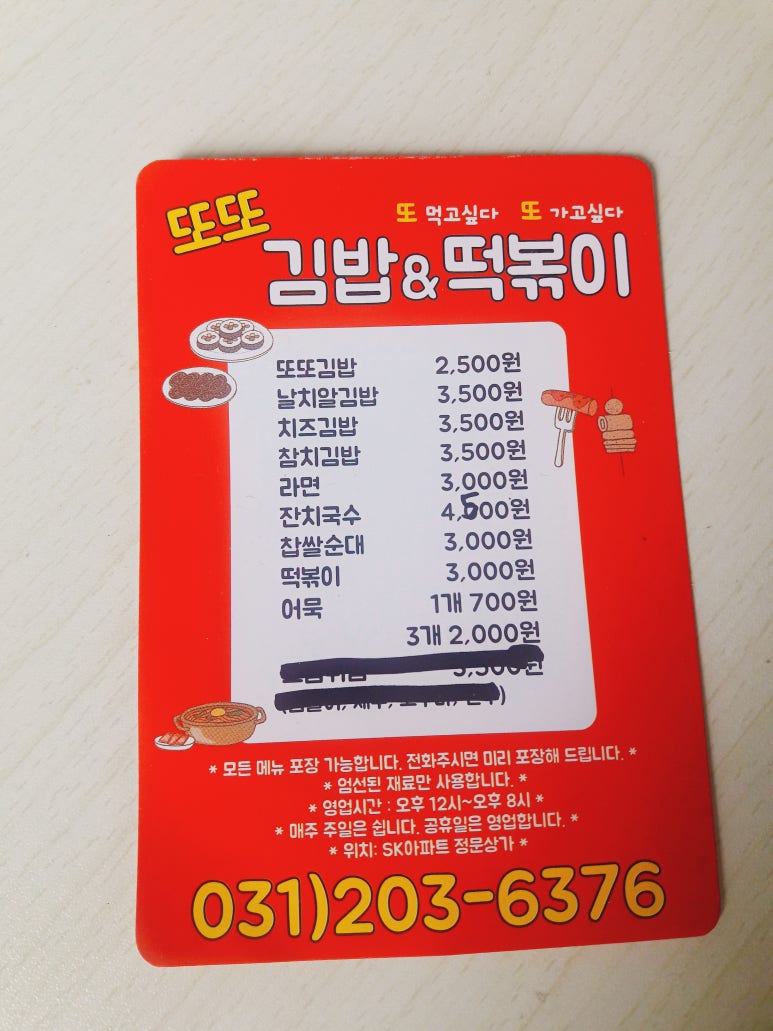 또 먹고싶다 또 가고싶다
또또
김밥&떡볶이
또또김밥 2,500원
날치알김밥 3,500원
치즈김밥 3,500원
참치김밥 3,500원
라면 3,000원
잔치국수 4,500원
찹쌀순대 3,000원
떡볶이 3,000원
어묵 1개 700원
3개 2,000원
* 모든 메뉴 포장 가능합니다. 전화주시면 미리 포장해 드립니다. *
* 엄선된 재료만 사용합니다. *
* 영업시간 : 오후 12시~오후 8시 *
* 매주 주일은 쉽니다. 공휴일은 영업합니다. *
* 위치: SK아파트 정문상가 *
031)203-6376